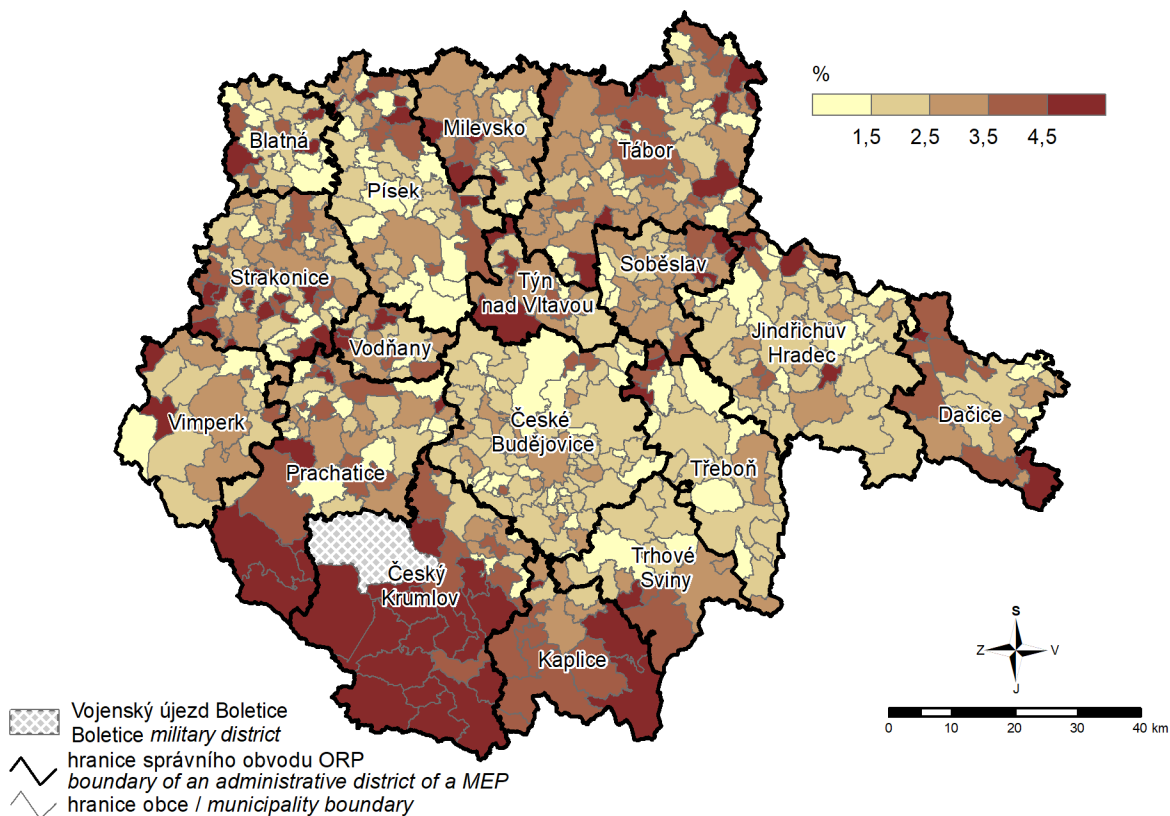 %
1,5 2,5 3,5 4,5
Blatná
Milevsko
Tábor
Písek
Strakonice
Soběslav
Týn
nad Vltavou
Jindřichův
Hradec
Vodňany
Vimperk
České
Budějovice
Dačice
Prachatice
Třeboň
Trhové
Sviny
Český
Krumlov
Kaplice
S
Z V
J
0 5 10 20 30 40 km
Vojenský újezd Boletice
Boletice military district
hranice správního obvodu ORP
boundary of an administrative district of a MEP
hranice obce / municipality boundary